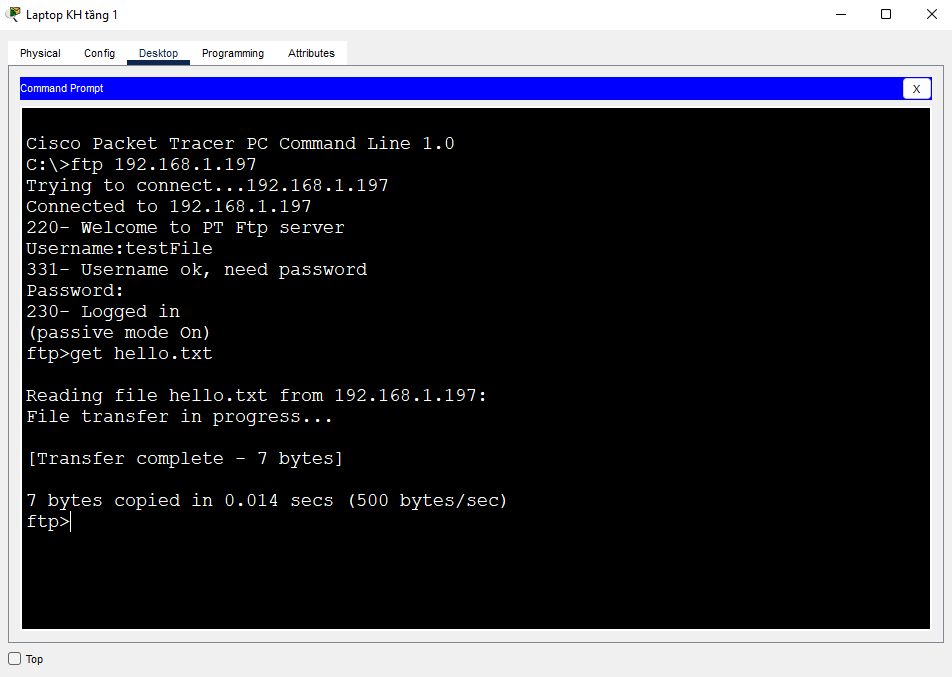 Laptop KH tầng 1
Physical Config Desktop Programming Attributes
Command Prompt X
Cisco Packet Tracer PC Command Line 1.0
C:\>ftp 192.168.1.197
Trying to connect...192.168.1.197
Connected to 192.168.1.197
220- Welcome to PT Ftp server
Username:testFile
331- Username ok, need password
Password:
230- Logged in
(passive mode On)
ftp>get hello.txt
Reading file hello.txt from 192.168.1.197:
File transfer in progress...
[Transfer complete - 7 bytes]
7 bytes copied in 0.014 secs (500 bytes/sec)
ftp>
Top